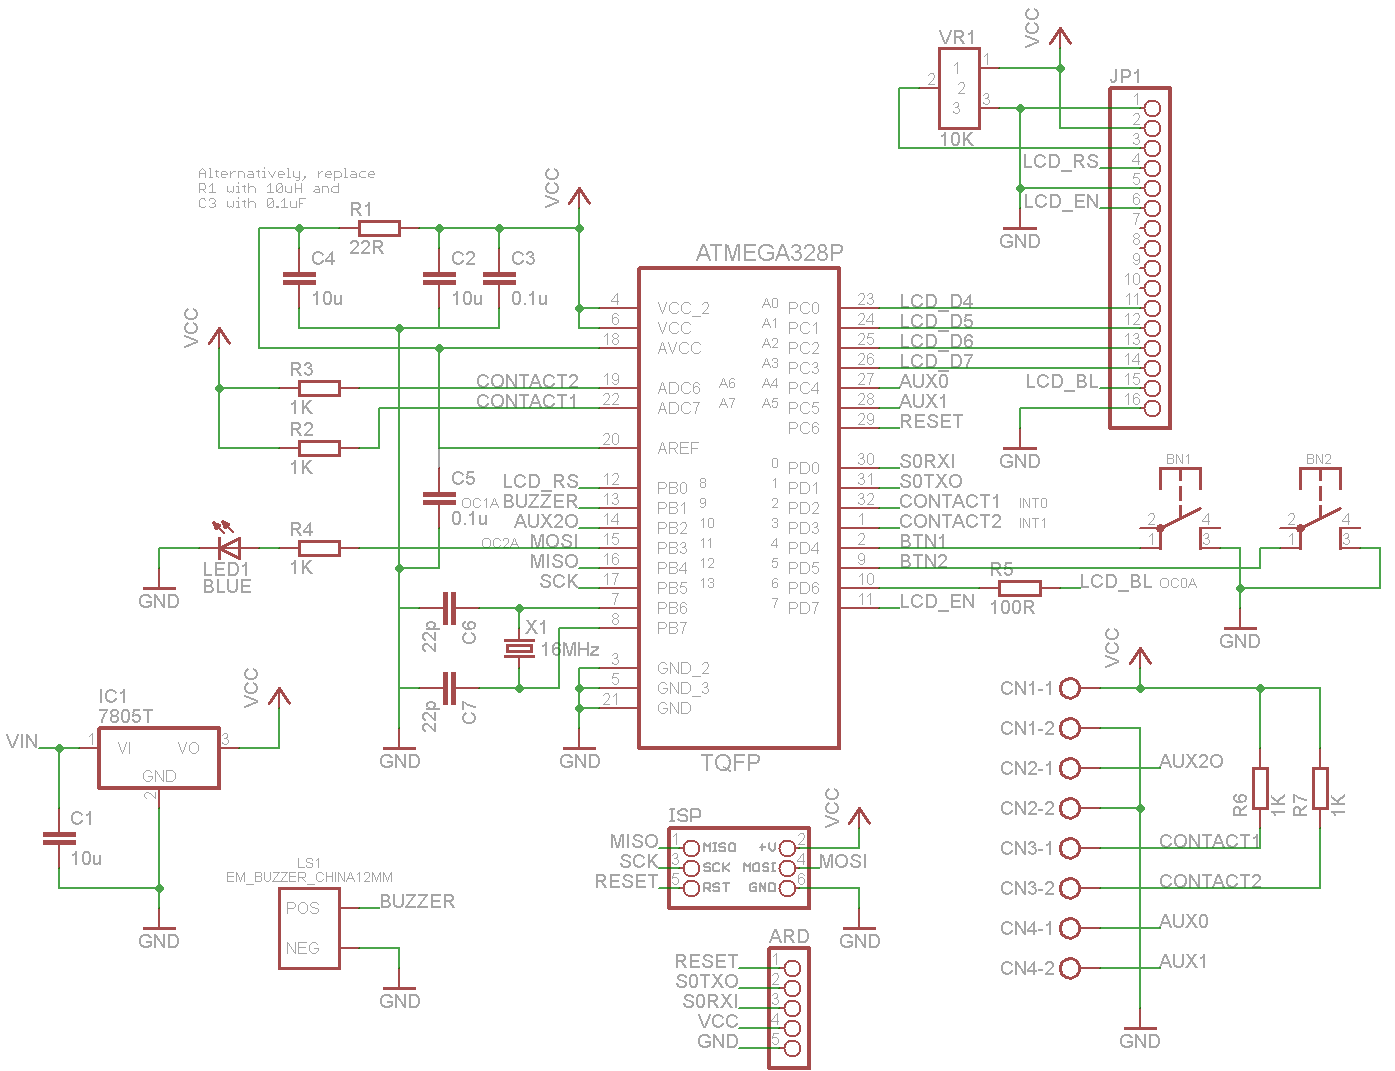 VCC
VR1
1
2
3
1
2
3
10K
JP1
1
2
3
LCD_RS
4
5
LCD_EN
6
7
8
9
10
11
12
13
14
LCD_BL
15
16
GND
GND
Alternatively, replace
R1 with 10uH and
C3 with 0.1uF
VCC
R1
22R
C4
10u
C2
10u
C3
0.1u
VCC
R3
1K
R2
1K
CONTACT2
CONTACT1
C5
0.1u
ATMEGA328P
4 VCC_2
6 VCC
18 AVCC
19 ADC6 A6
22 ADC7 A7
20 AREF
LCD_RS 12 PB0 8
OC1A BUZZER 13 PB1 9
AUX2O 14 PB2 10
OC2A MOSI 15 PB3 11
MISO 16 PB4 12
SCK 17 PB5 13
7 PB6
8 PB7
3 GND_2
5 GND_3
21 GND
TQFP
A0 PC0 23 LCD_D4
A1 PC1 24 LCD_D5
A2 PC2 25 LCD_D6
A3 PC3 26 LCD_D7
A4 PC4 27 AUX0
A5 PC5 28 AUX1
PC6 29 RESET
0 PD0 30 S0RXI
1 PD1 31 S0TXO
2 PD2 32 CONTACT1 INT0
3 PD3 1 CONTACT2 INT1
4 PD4 2 BTN1
5 PD5 9 BTN2
6 PD6 10
7 PD7 11 LCD_EN
R5
100R
LCD_BL OC0A
BN1
2 4
1 3
BN2
2 4
1 3
GND
R4
1K
LED1
BLUE
GND
22p
C6
X1
16MHz
22p
C7
GND
GND
IC1
7805T
VIN
1 VI VO 3
GND
2
VCC
C1
10u
GND
LS1
EM_BUZZER_CHINA12MM
POS BUZZER
NEG
GND
ISP
VCC
MISO 1 MISO +V 2
SCK 3 SCK MOSI 4 MOSI
RESET 5 RST GND 6
GND
ARD
RESET 1
S0TXO 2
S0RXI 3
VCC 4
GND 5
VCC
CN1-1
CN1-2
CN2-1 AUX2O
CN2-2
R6
1K
R7
1K
CN3-1 CONTACT1
CN3-2 CONTACT2
CN4-1 AUX0
CN4-2 AUX1
GND